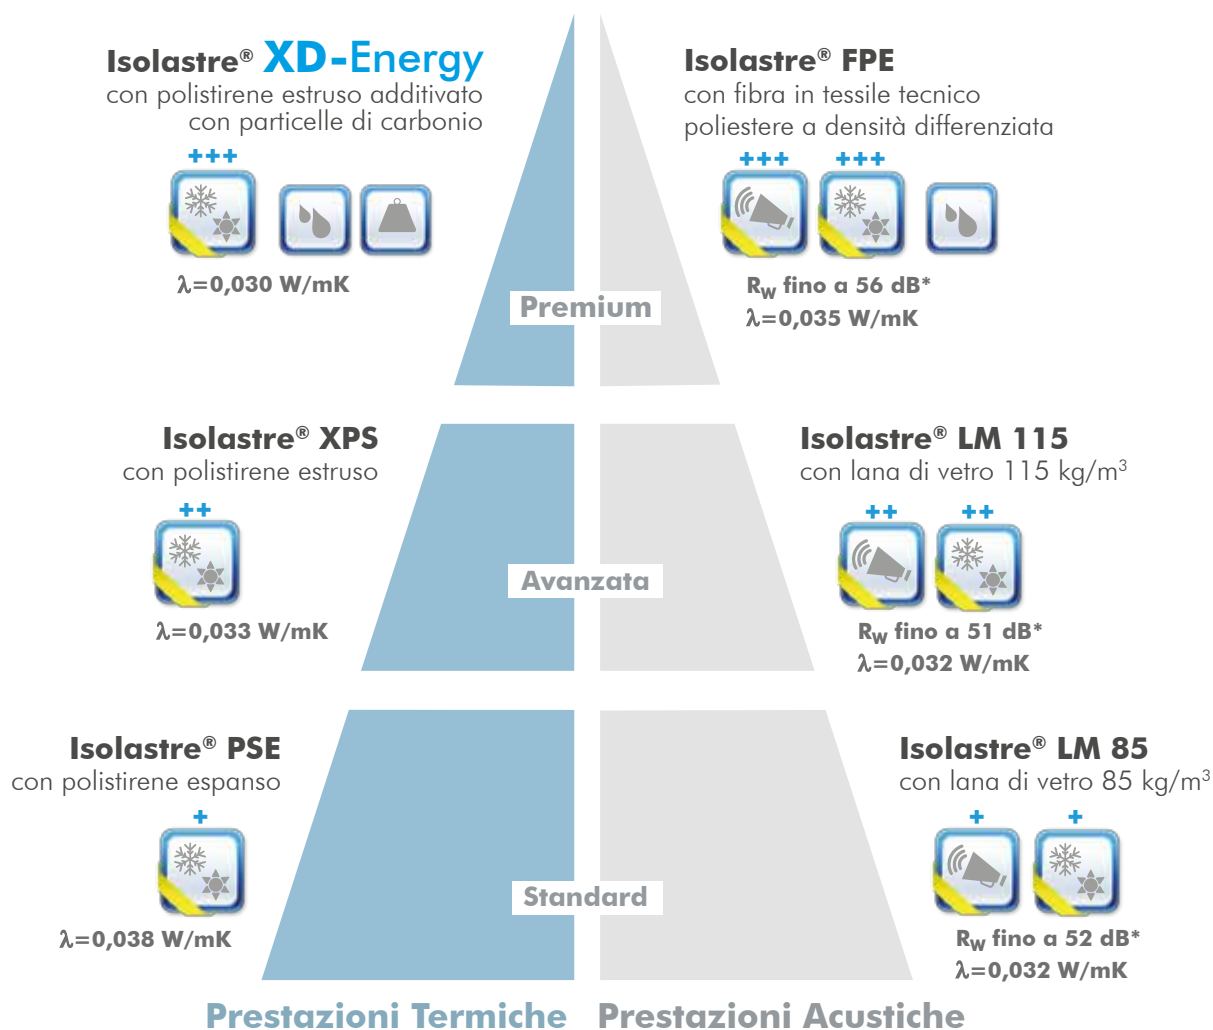 Isolastre® XD-Energy
con polistirene estruso additivato
con particelle di carbonio
+++
λ=0,030 W/mK
Isolastre® FPE
con fibra in tessile tecnico
poliestere a densità differenziata
+++ +++
RW fino a 56 dB*
λ=0,035 W/mK
Premium
Isolastre® XPS
con polistirene estruso
++
λ=0,033 W/mK
Isolastre® LM 115
con lana di vetro 115 kg/m³
++ ++
RW fino a 51 dB*
λ=0,032 W/mK
Avanzata
Isolastre® PSE
con polistirene espanso
+
λ=0,038 W/mK
Isolastre® LM 85
con lana di vetro 85 kg/m³
+ +
RW fino a 52 dB*
λ=0,032 W/mK
Standard
Prestazioni Termiche
Prestazioni Acustiche